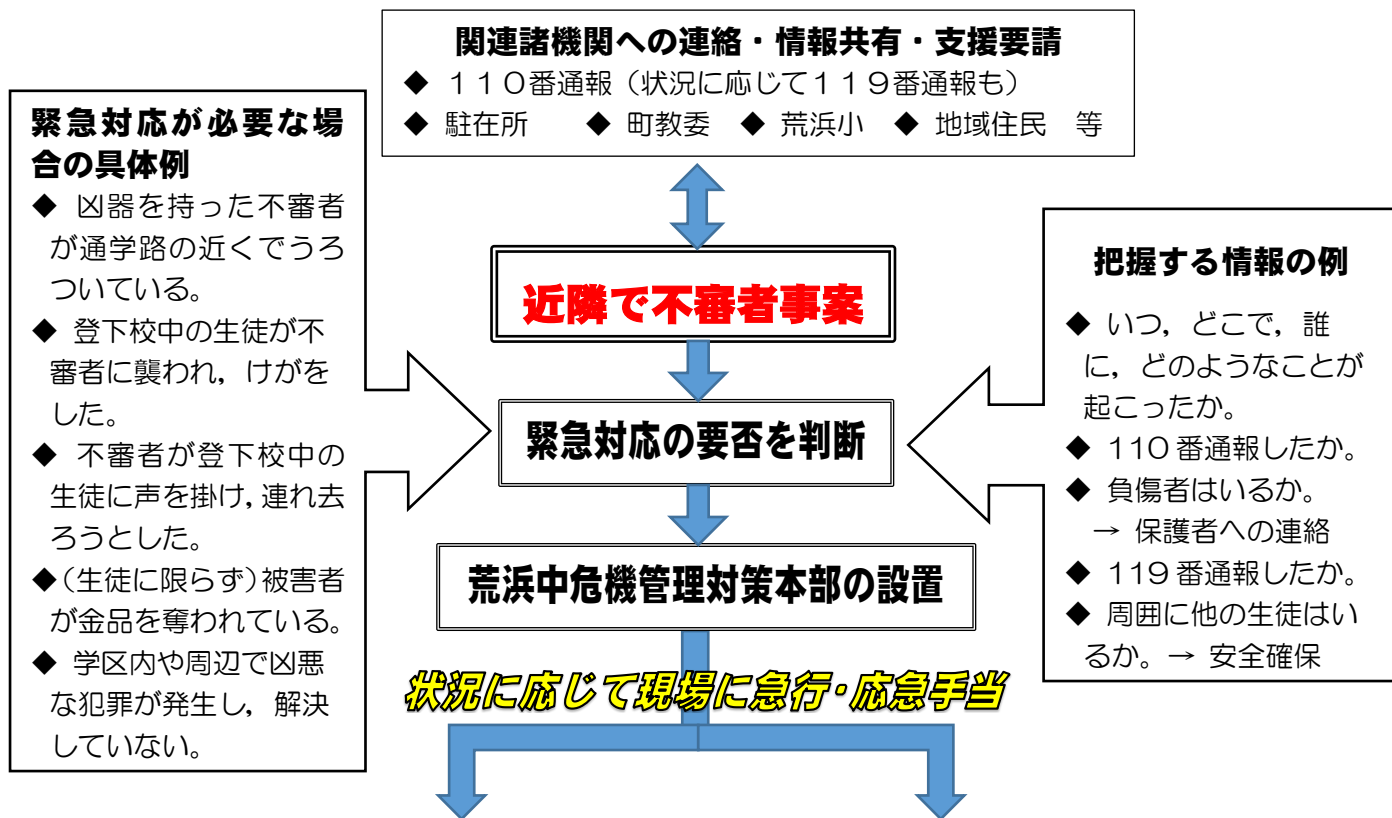 関連諸機関への連絡・情報共有・支援要請
◆ 110番通報（状況に応じて119番通報も）
◆ 駐在所 ◆ 町教委 ◆ 荒浜小 ◆ 地域住民 等
緊急対応が必要な場
合の具体例
◆ 凶器を持った不審者
が通学路の近くでうろ
ついている。
◆ 登下校中の生徒が不
審者に襲われ，けがを
した。
◆ 不審者が登下校中の
生徒に声を掛け，連れ去
ろうとした。
◆（生徒に限らず）被害者
が金品を奪われている。
◆ 学区内や周辺で凶悪
な犯罪が発生し，解決
していない。
近隣で不審者事案
緊急対応の要否を判断
荒浜中危機管理対策本部の設置
状況に応じて現場に急行・応急手当
把握する情報の例
◆ いつ，どこで，誰
に，どのようなことが
起こったか。
◆ 110番通報したか。
◆ 負傷者はいるか。
→ 保護者への連絡
◆ 119番通報したか。
◆ 周囲に他の生徒はい
るか。→ 安全確保